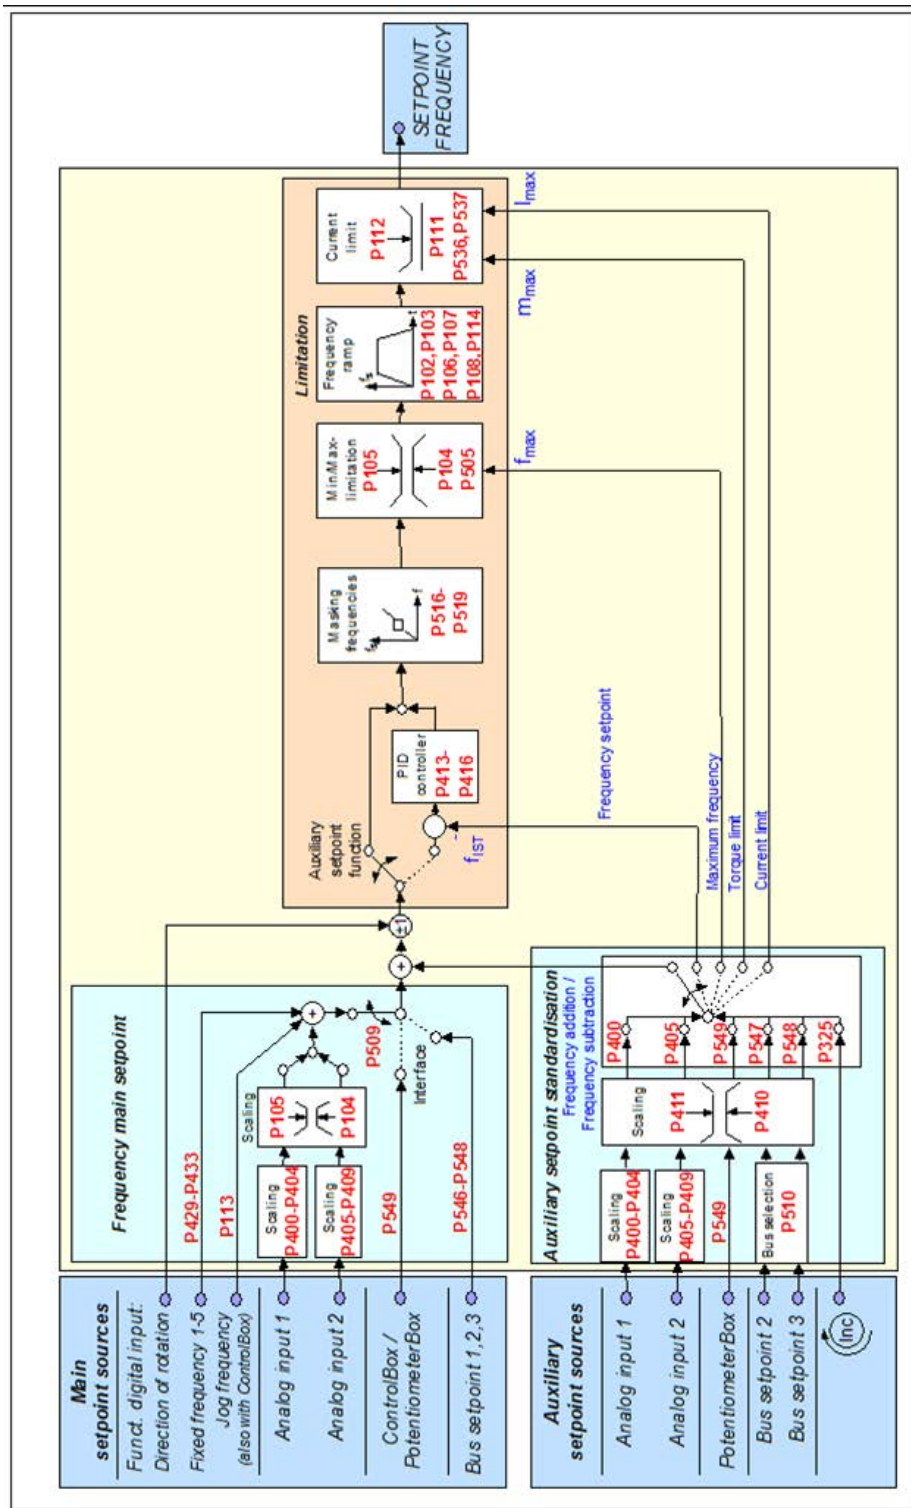 Main
setpoint sources
Funct. digital input:
Direction of rotation
Fixed frequency 1-5
Jog frequency
(also with ControlBox)
Analog input 1
Analog input 2
ControlBox /
PotentiometerBox
Bus setpoint 1,2,3
Frequency main setpoint
P429-P433
P113
Scaling
P400-P404
Scaling
P405-P409
Scaling
P105
P104
P549
P546-P548
P509
Interface
+
+
±1
Auxiliary
setpoint sources
Analog input 1
Analog input 2
PotentiometerBox
Bus setpoint 2
Bus setpoint 3
Inc
Auxiliary setpoint standardisation
Scaling
P400-P404
Scaling
P405-P409
P549
Bus selection
P510
Scaling
P411
P410
Frequency addition /
Frequency subtraction
P400
P405
P549
P547
P548
P325
Limitation
Auxiliary
setpoint
function
PID
controller
P413-
P416
-
fIST
Masking
frequencies
f
P516-
P519
Min/Max-
limitation
P105
P104
P505
Frequency
ramp
t
P102,P103
P106,P107
P108,P114
Current
limit
P112
P111
P536,P537
fmax
mmax
Imax
Frequency setpoint
Maximum frequency
Torque limit
Current limit
SETPOINT
FREQUENCY